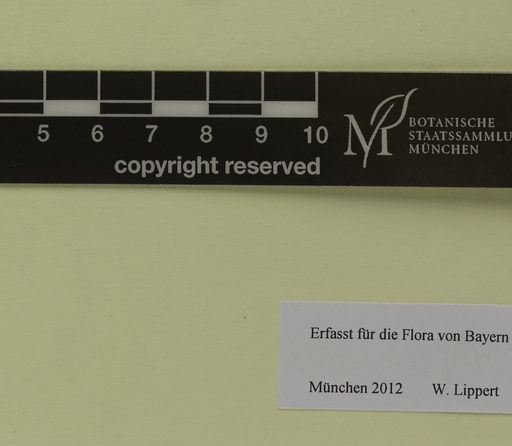 5 6 7 8 9 10
copyright reserved
M BOTANISCHE
STAATSSAMMLU
MÜNCHEN
Erfasst für die Flora von Bayern
München 2012 W. Lippert